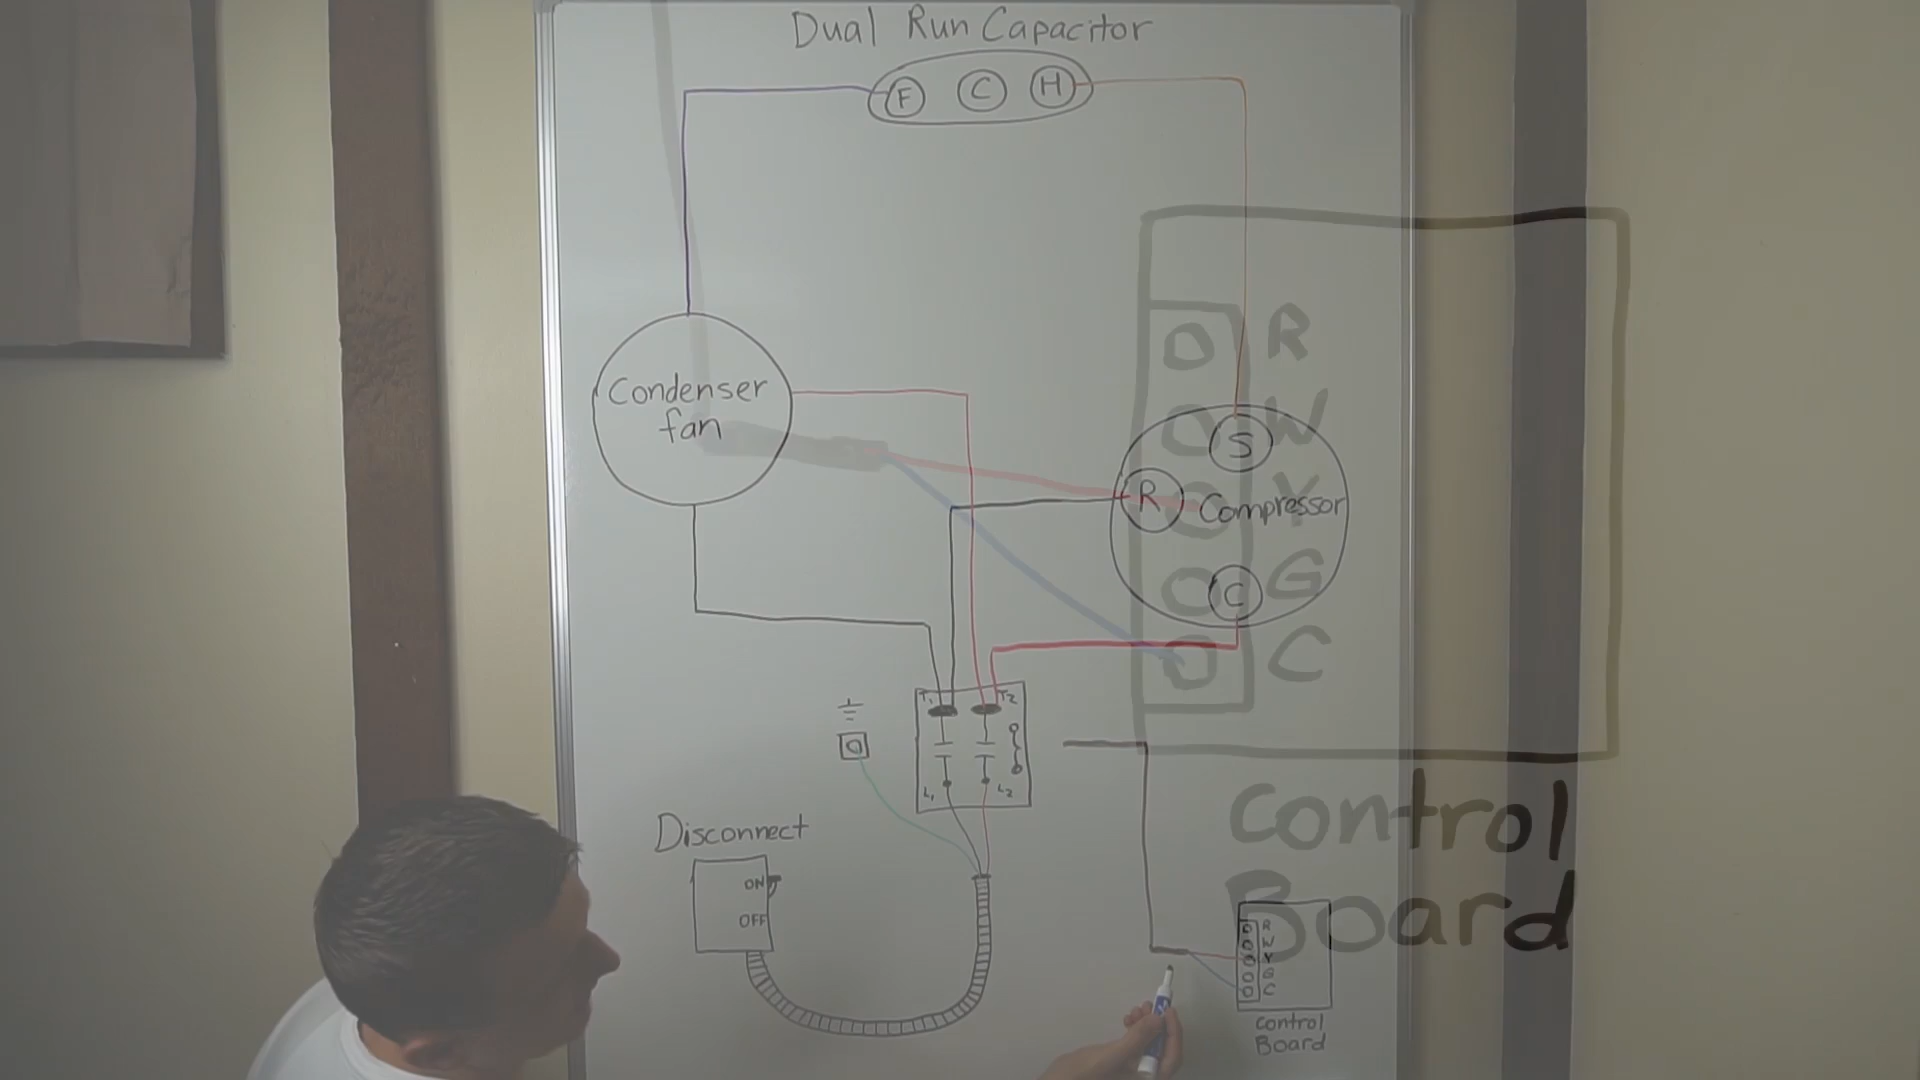 Dual Run Capacitor
F C H
Condenser
fan
S
R
Compressor
C
R
W
Y
G
C
T1 T2
L1 L2
Disconnect
ON
OFF
Control
Board
R
W
Y
G
C
Control
Board